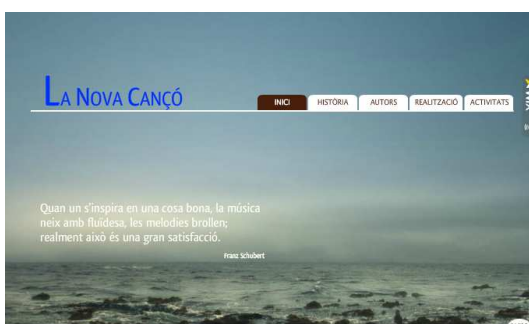 LA NOVA CANÇÓ
INICI HISTÒRIA AUTORS REALITZACIÓ ACTIVITATS
Quan un s'inspira en una cosa bona, la música
neix amb fluïdesa, les melodies brollen;
realment això és una gran satisfacció.
Franz Schubert